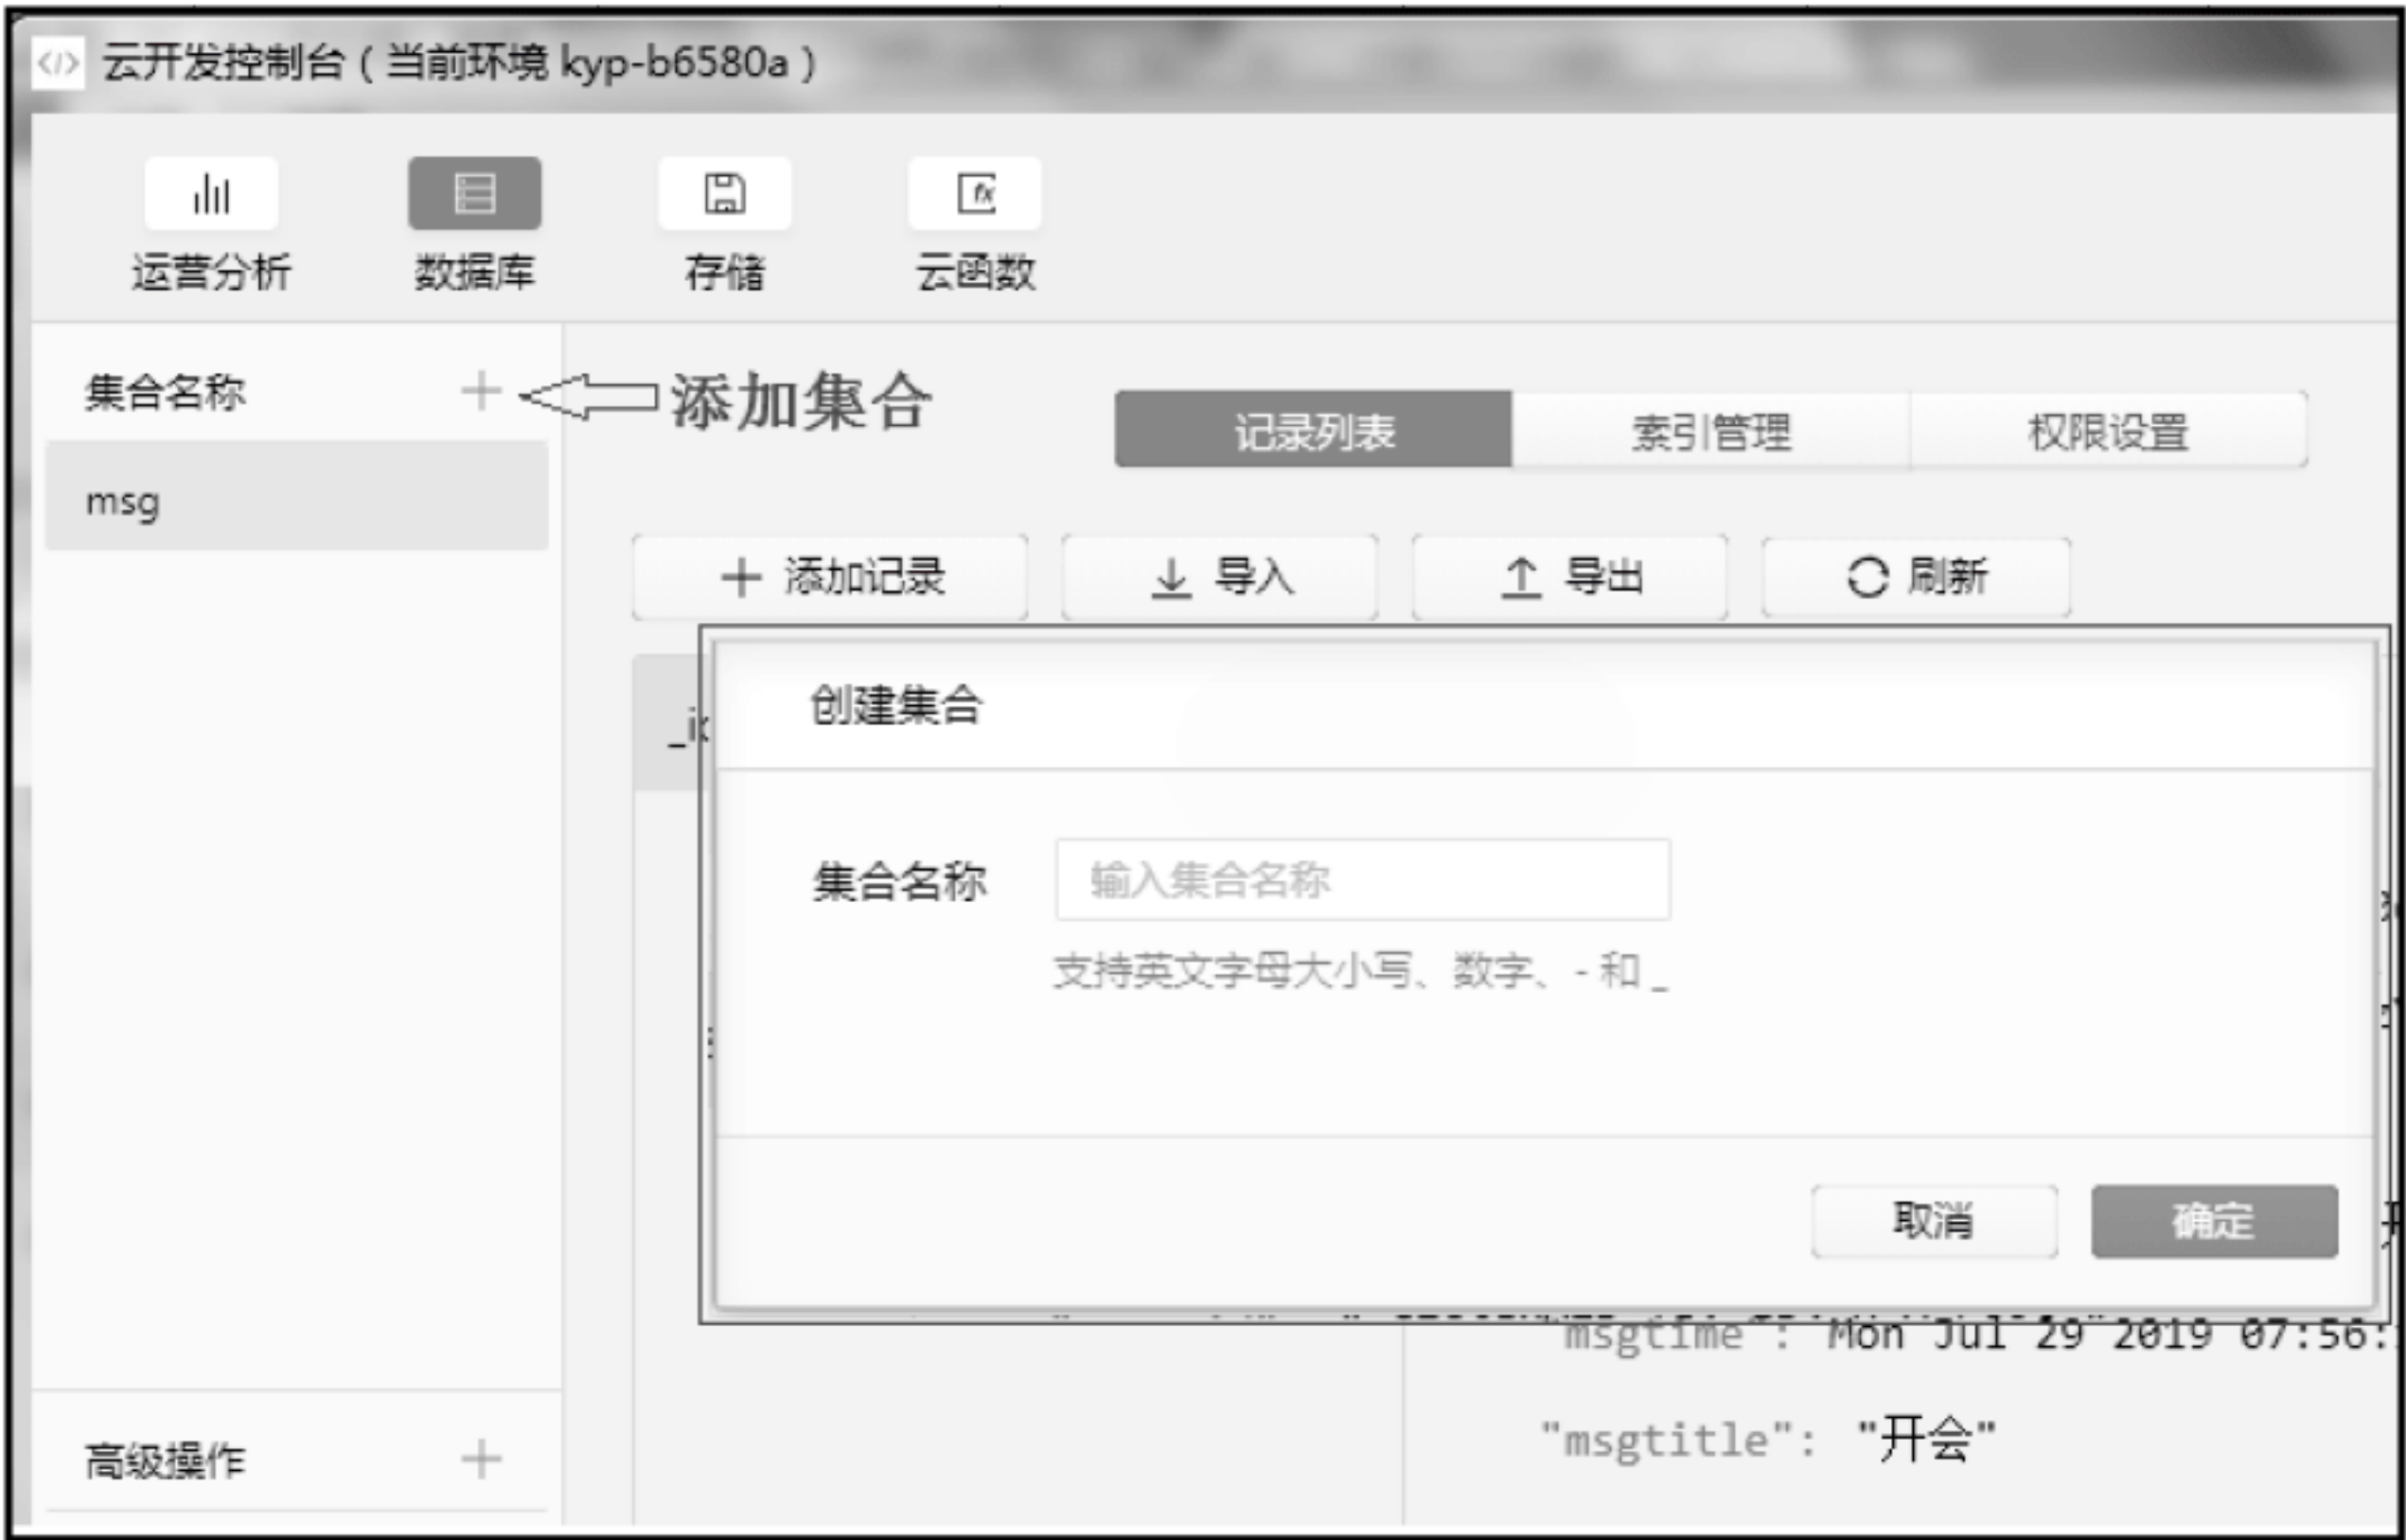 云开发控制台 ( 当前环境 kyp-b6580a )
运营分析
数据库
存储
云函数
集合名称
添加集合
记录列表
索引管理
权限设置
msg
添加记录
导入
导出
刷新
创建集合
集合名称
输入集合名称
支持英文字母大小写、数字、- 和 _
取消
确定
"msgtime": Mon Jul 29 2019 07:56:
"msgtitle": "开会"
高级操作